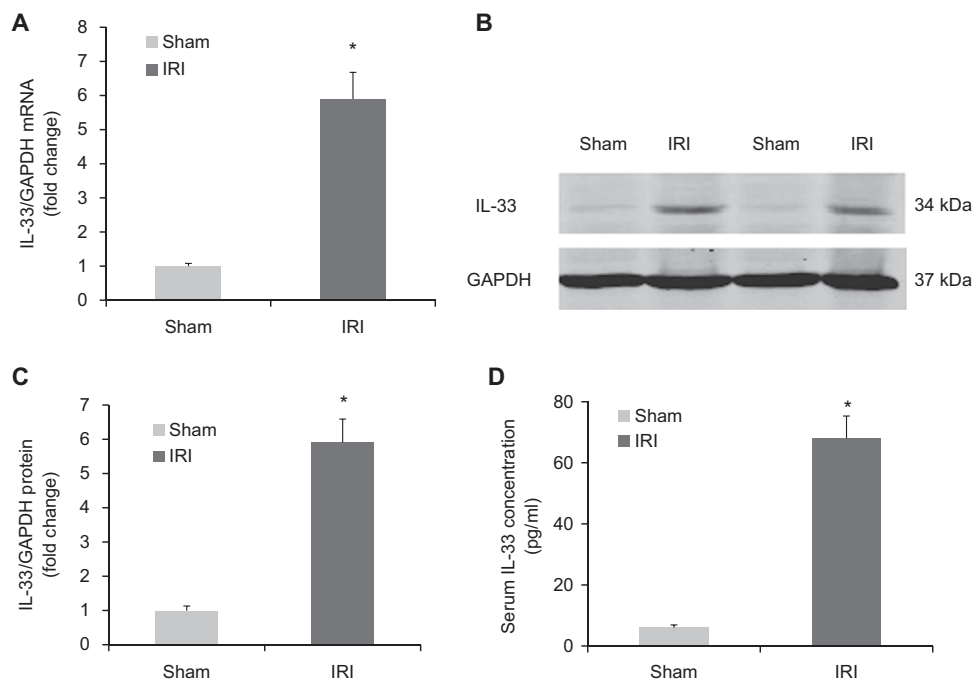 A
IL-33/GAPDH mRNA
(fold change)
8
7
6
5
4
3
2
1
0
Sham
IRI
*
Sham
IRI
B
Sham IRI Sham IRI
IL-33 34 kDa
GAPDH 37 kDa
C
IL-33/GAPDH protein
(fold change)
7
6
5
4
3
2
1
0
Sham
IRI
*
Sham
IRI
D
Serum IL-33 concentration
(pg/ml)
80
60
40
20
0
Sham
IRI
*
Sham
IRI